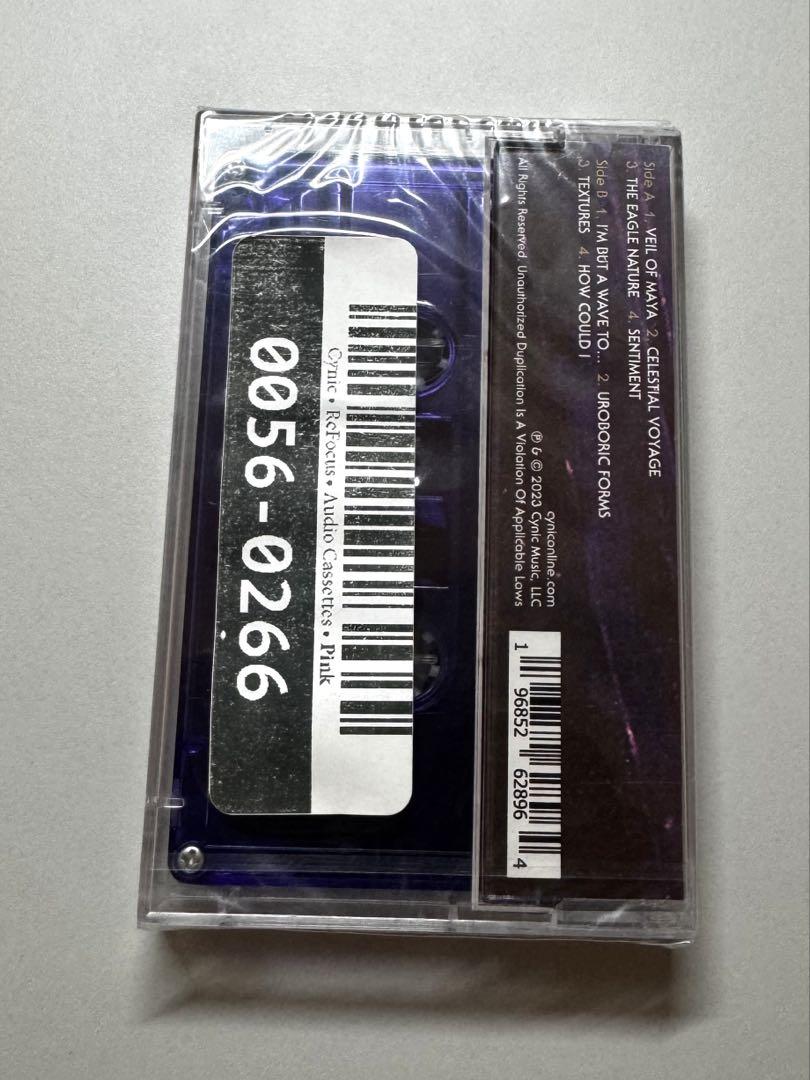 Side A 1. VEIL OF MAYA 2. CELESTIAL VOYAGE
3. THE EAGLE NATURE 4. SENTIMENT
Side B 1. I'M BUT A WAVE TO... 2. UROBORIC FORMS
3. TEXTURES 4. HOW COULD I
cyniconline.com
℗ & © 2023 Cynic Music, LLC
All Rights Reserved. Unauthorized Duplication Is A Violation Of Applicable Laws
1 96852 62896 4
Cynic • ReFocus • Audio Cassettes • Pink
0056-0266